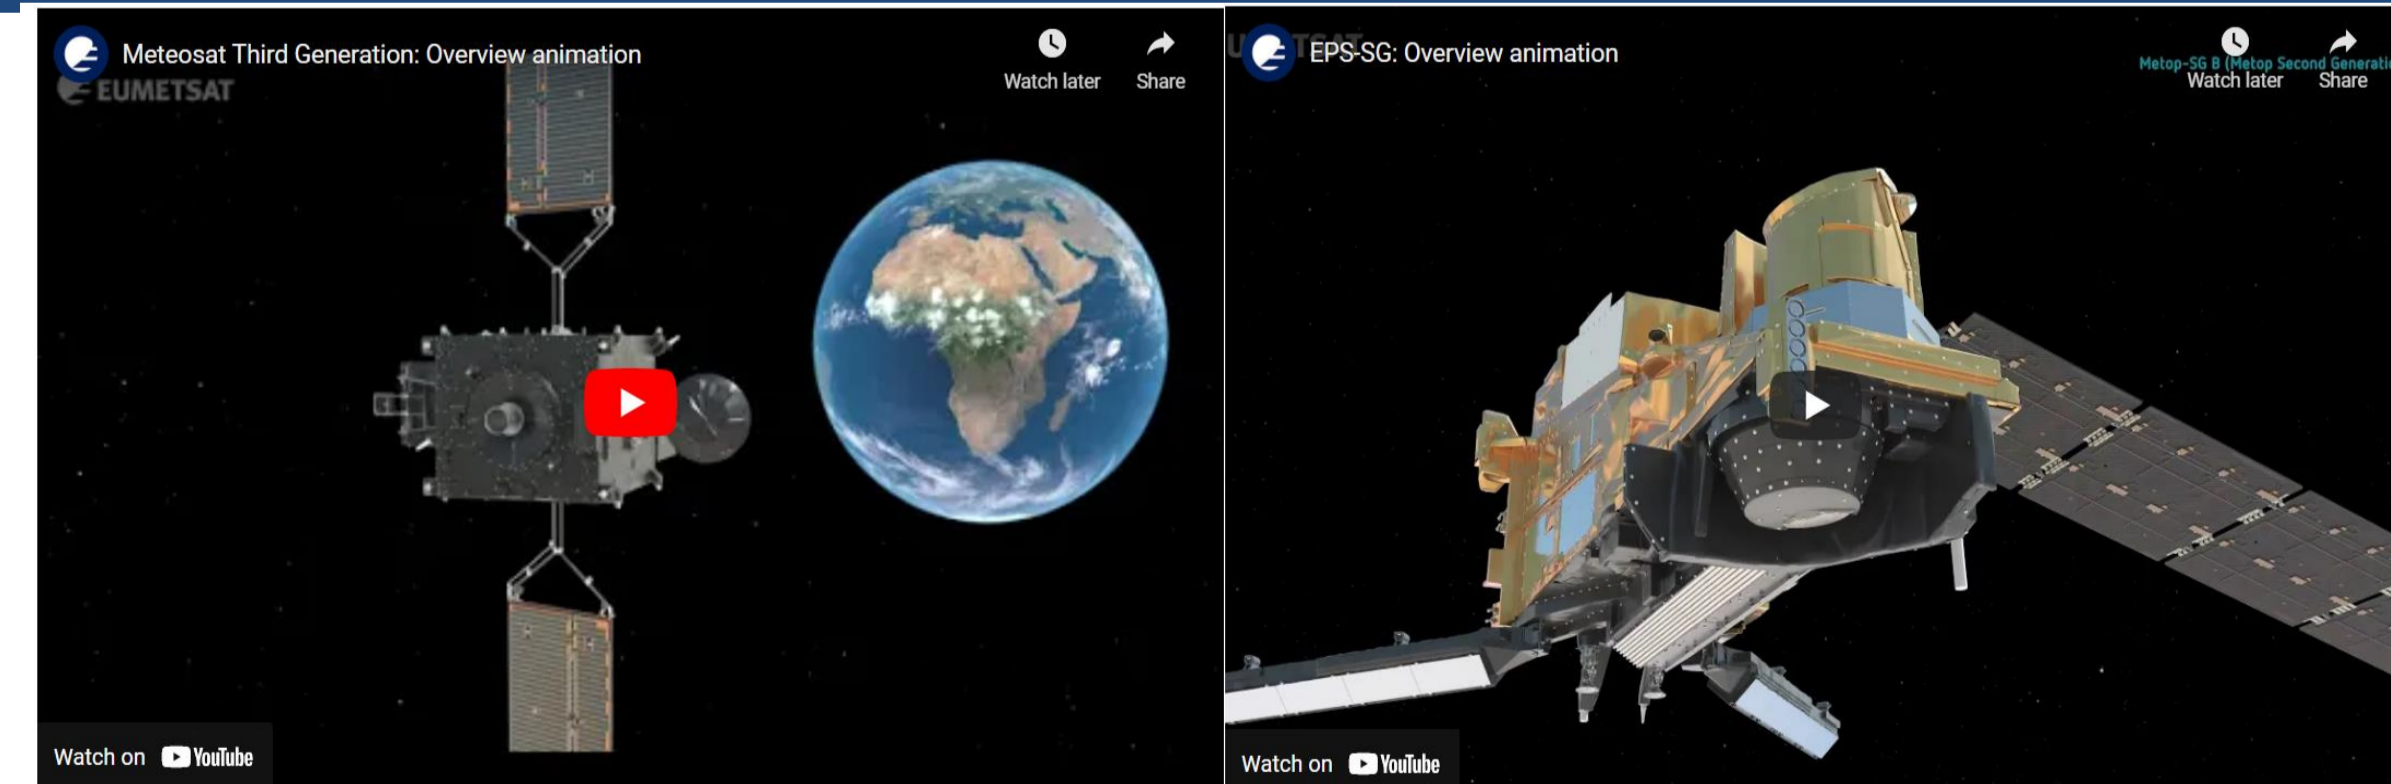 Meteosat Third Generation: Overview animation
EUMETSAT
Watch later
Share
Watch on YouTube
EPS-SG: Overview animation
Metop-SG B (Metop Second
Watch later
Share
Watch on YouTube